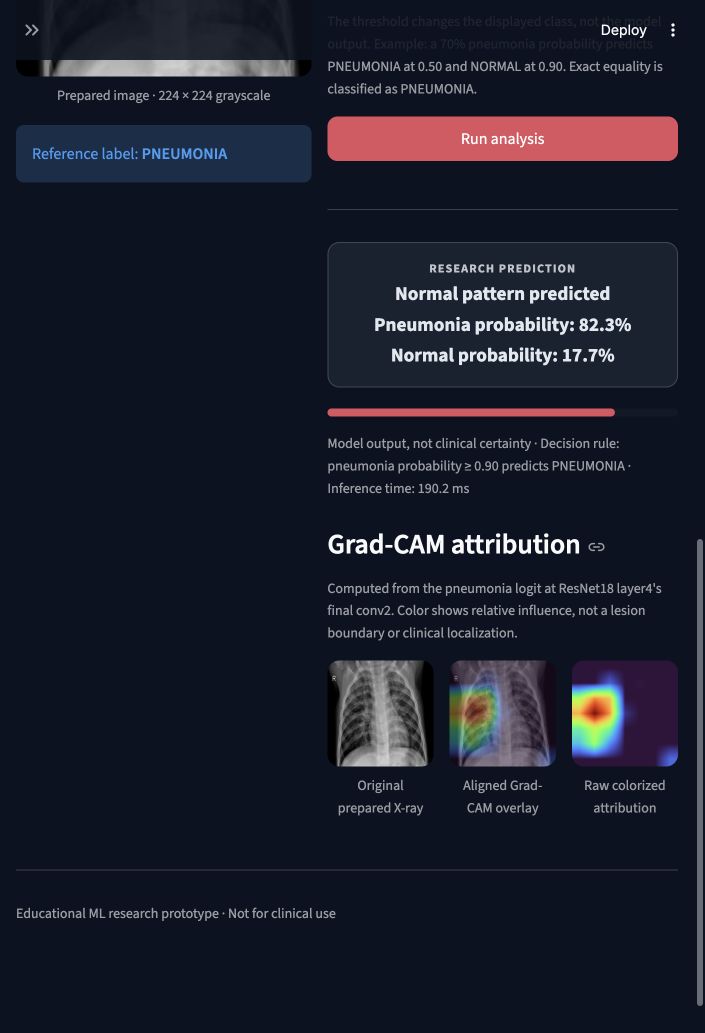 Deploy
The threshold changes the displayed class, not the model
output. Example: a 70% pneumonia probability predicts
PNEUMONIA at 0.50 and NORMAL at 0.90. Exact equality is
classified as PNEUMONIA.
Prepared image · 224 × 224 grayscale
Reference label: PNEUMONIA
Run analysis
RESEARCH PREDICTION
Normal pattern predicted
Pneumonia probability: 82.3%
Normal probability: 17.7%
Model output, not clinical certainty · Decision rule:
pneumonia probability ≥ 0.90 predicts PNEUMONIA ·
Inference time: 190.2 ms
Grad-CAM attribution
Computed from the pneumonia logit at ResNet18 layer4's
final conv2. Color shows relative influence, not a lesion
boundary or clinical localization.
R
R
Original
prepared X-ray
Aligned Grad-
CAM overlay
Raw colorized
attribution
Educational ML research prototype · Not for clinical use